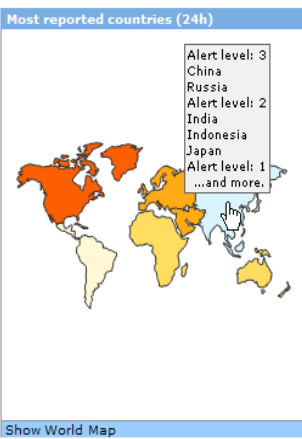 Most reported countries (24h)
Alert level: 3
China
Russia
Alert level: 2
India
Indonesia
Japan
Alert level: 1
...and more.
Show World Map